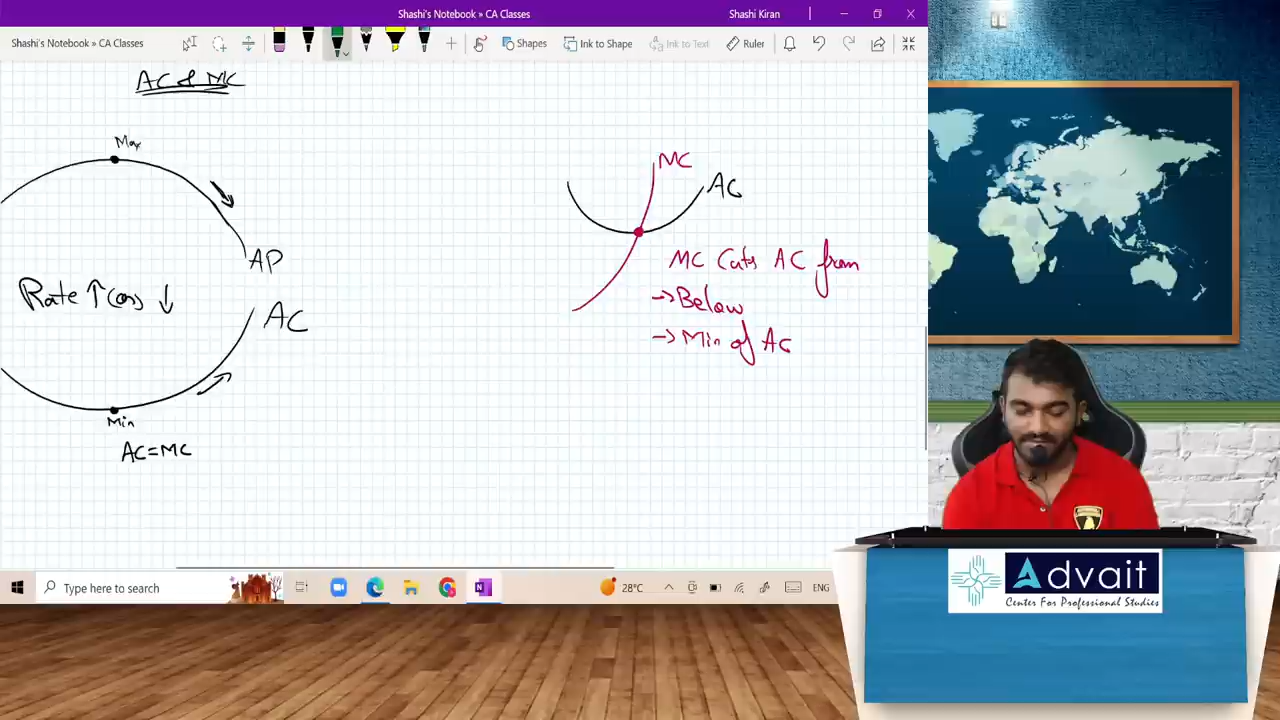 Shashi's Notebook » CA Classes
Shashi Kiran
Shashi's Notebook » CA Classes
Shapes
Ink to Shape
Ink to Text
Ruler
AC & MC
Max
AP
Rate ↑ (or) ↓
AC
Min
AC=MC
MC
AC
MC Cuts AC from
→Below
→Min of AC
Type here to search
28°C
ENG
Advait
Center For Professional Studies